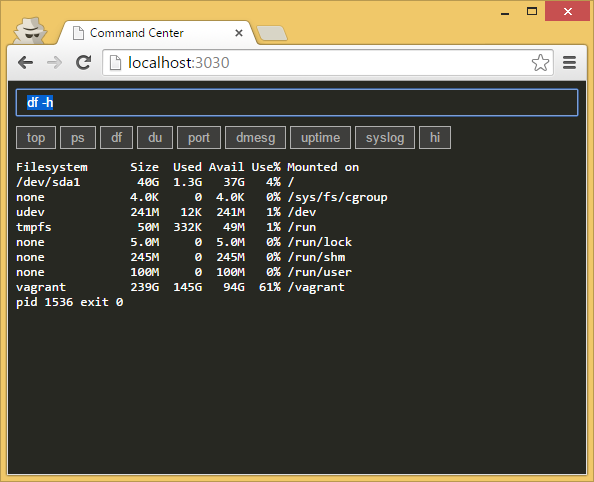 Command Center
localhost:3030
df -h
top ps df du port dmesg uptime syslog hi
Filesystem      Size  Used Avail Use% Mounted on
/dev/sda1        40G  1.3G   37G   4% /
none            4.0K     0  4.0K   0% /sys/fs/cgroup
udev            241M   12K  241M   1% /dev
tmpfs            50M  332K   49M   1% /run
none            5.0M     0  5.0M   0% /run/lock
none            245M     0  245M   0% /run/shm
none            100M     0  100M   0% /run/user
vagrant         239G  145G   94G  61% /vagrant
pid 1536 exit 0